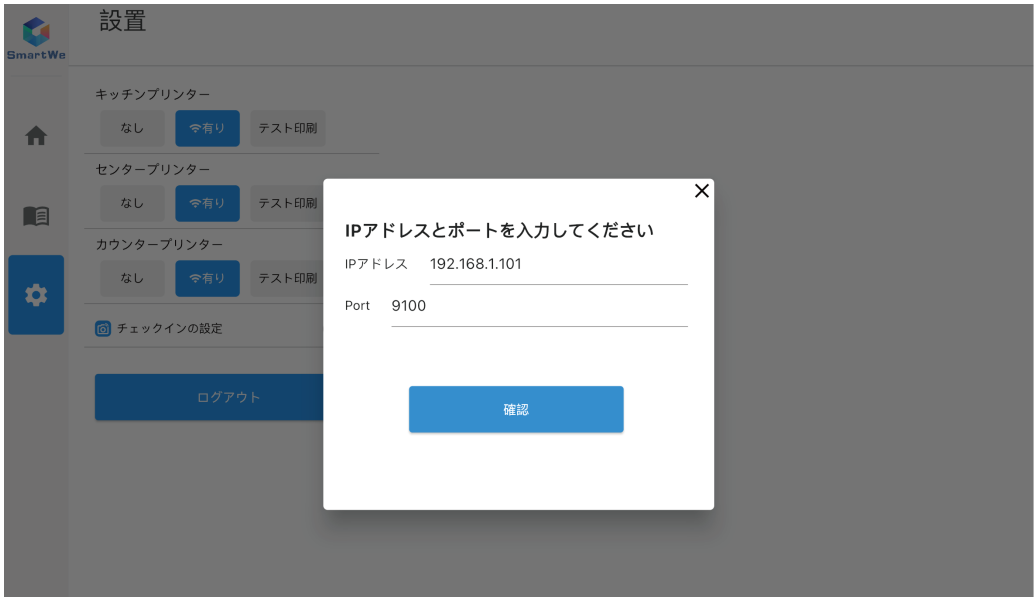 設置
SmartWe
キッチンプリンター
なし 有り テスト印刷
センタープリンター
なし 有り テスト印刷
カウンタープリンター
なし 有り テスト印刷
チェックインの設定
ログアウト
IPアドレスとポートを入力してください
IPアドレス 192.168.1.101
Port 9100
確認